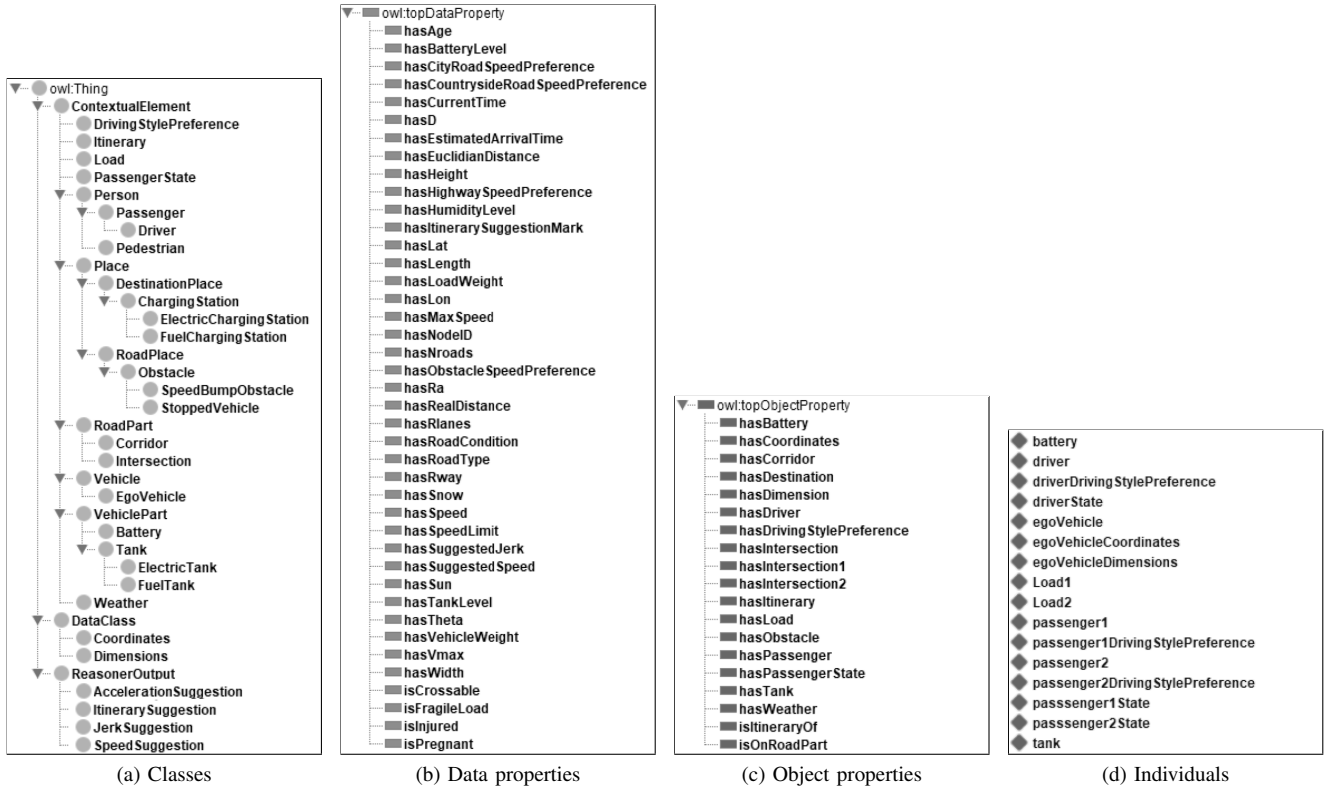 owl:Thing
ContextualElement
DrivingStylePreference
Itinerary
Load
PassengerState
Person
Passenger
Driver
Pedestrian
Place
DestinationPlace
ChargingStation
ElectricChargingStation
FuelChargingStation
RoadPlace
Obstacle
SpeedBumpObstacle
StoppedVehicle
RoadPart
Corridor
Intersection
Vehicle
EgoVehicle
VehiclePart
Battery
Tank
ElectricTank
FuelTank
Weather
DataClass
Coordinates
Dimensions
ReasonerOutput
AccelerationSuggestion
ItinerarySuggestion
JerkSuggestion
SpeedSuggestion
(a) Classes
owl:topDataProperty
hasAge
hasBatteryLevel
hasCityRoadSpeedPreference
hasCountrysideRoadSpeedPreference
hasCurrentTime
hasD
hasEstimatedArrivalTime
hasEuclidianDistance
hasHeight
hasHighwaySpeedPreference
hasHumidityLevel
hasItinerarySuggestionMark
hasLat
hasLength
hasLoadWeight
hasLon
hasMaxSpeed
hasNodeID
hasNroads
hasObstacleSpeedPreference
hasRa
hasRealDistance
hasRlanes
hasRoadCondition
hasRoadType
hasRway
hasSnow
hasSpeed
hasSpeedLimit
hasSuggestedJerk
hasSuggestedSpeed
hasSun
hasTankLevel
hasTheta
hasVehicleWeight
hasVmax
hasWidth
isCrossable
isFragileLoad
isInjured
isPregnant
(b) Data properties
owl:topObjectProperty
hasBattery
hasCoordinates
hasCorridor
hasDestination
hasDimension
hasDriver
hasDrivingStylePreference
hasIntersection
hasIntersection1
hasIntersection2
hasItinerary
hasLoad
hasObstacle
hasPassenger
hasPassengerState
hasTank
hasWeather
isItineraryOf
isOnRoadPart
(c) Object properties
battery
driver
driverDrivingStylePreference
driverState
egoVehicle
egoVehicleCoordinates
egoVehicleDimensions
Load1
Load2
passenger1
passenger1DrivingStylePreference
passenger2
passenger2DrivingStylePreference
passsenger1State
passsenger2State
tank
(d) Individuals